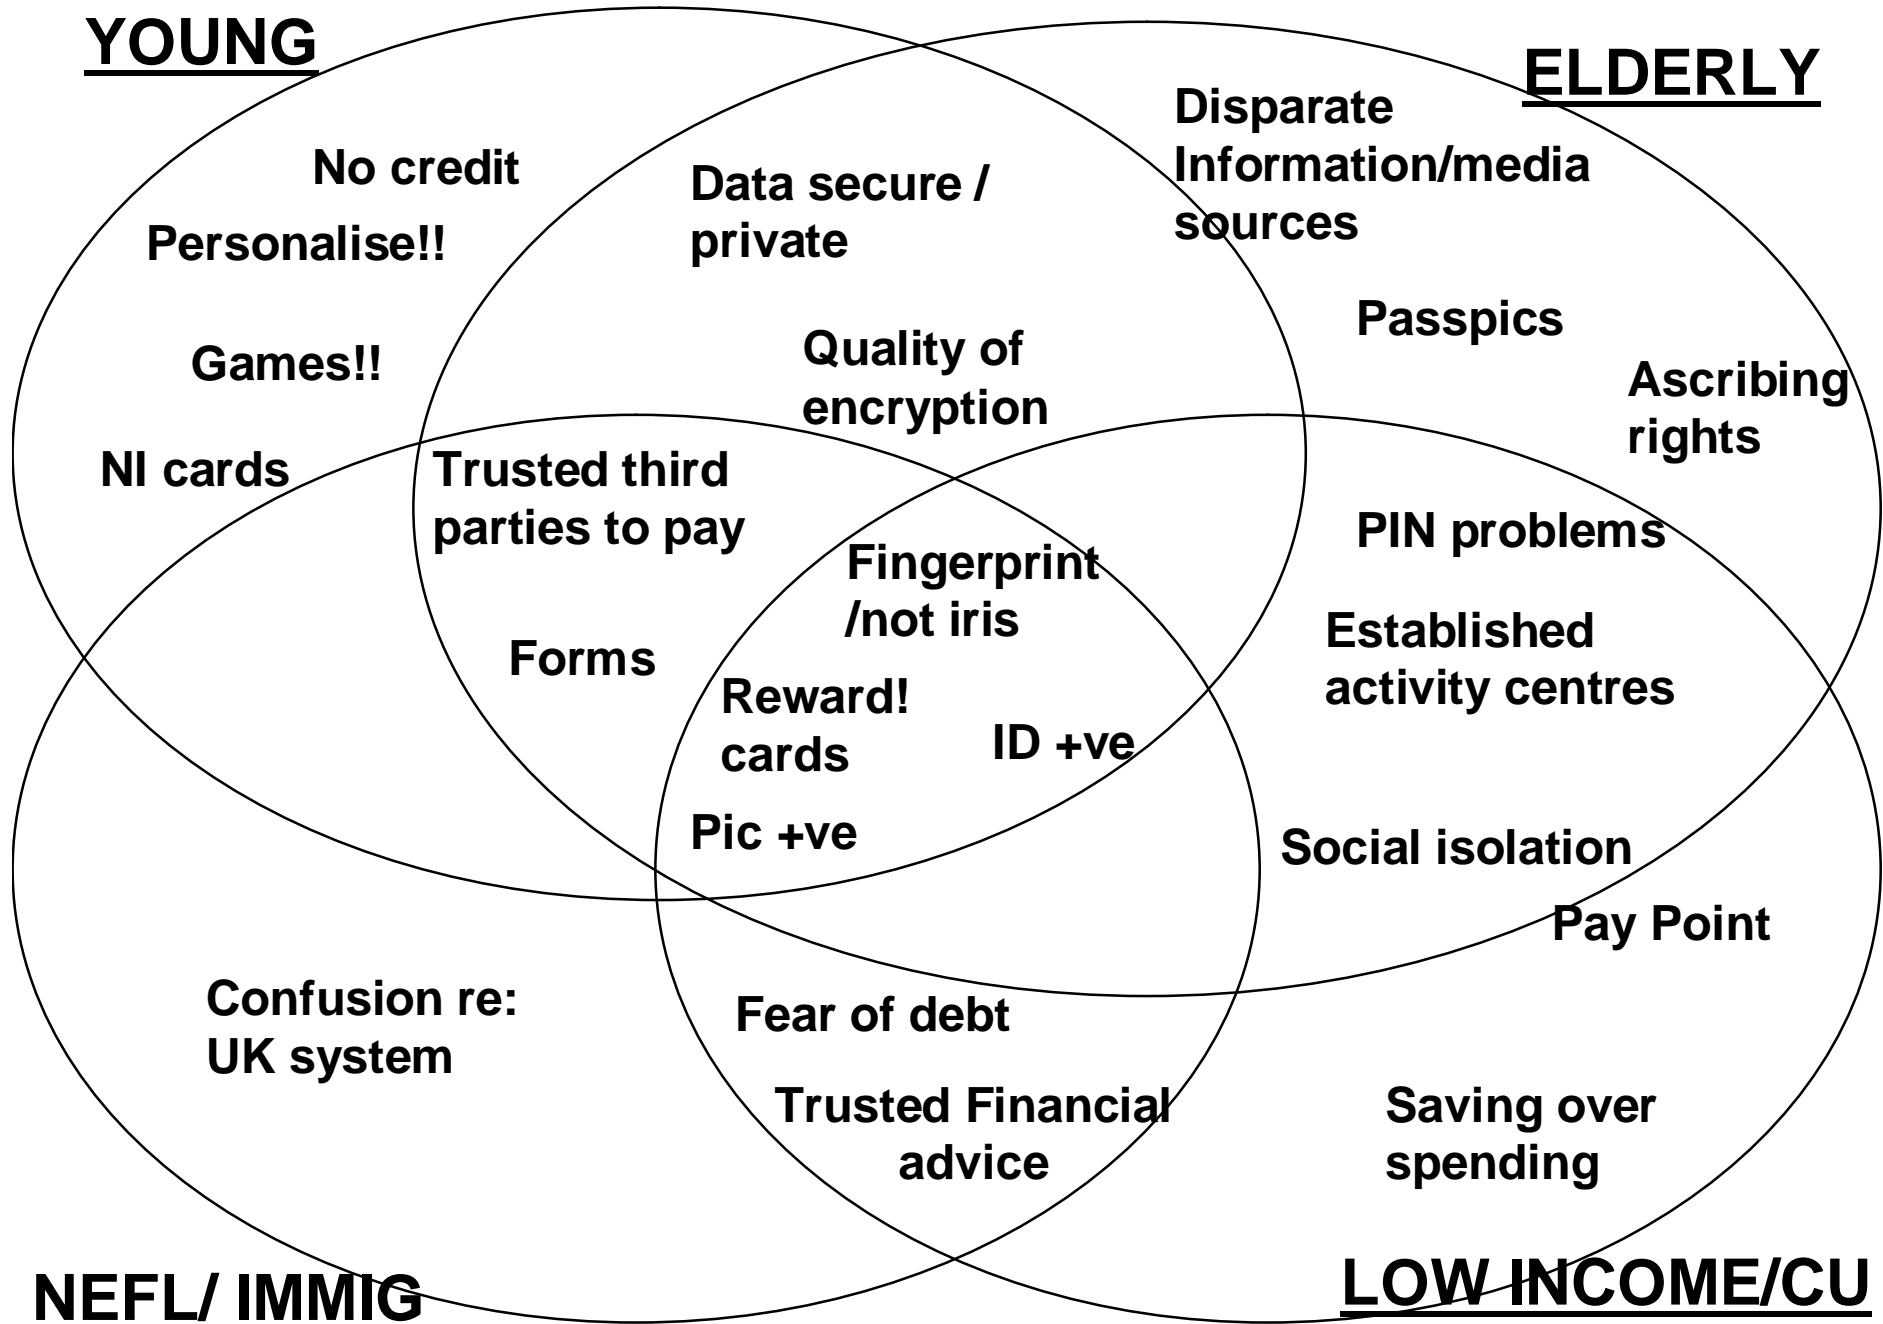 YOUNG
ELDERLY
Disparate
Information/media
sources
No credit
Data secure /
private
Personalise!!
Passpics
Games!!
Quality of
encryption
Ascribing
rights
NI cards
Trusted third
parties to pay
PIN problems
Fingerprint
/not iris
Established
activity centres
Forms
Reward!
cards
ID +ve
Pic +ve
Social isolation
Pay Point
Confusion re:
UK system
Fear of debt
Trusted Financial
advice
Saving over
spending
NEFL/ IMMIG
LOW INCOME/CU